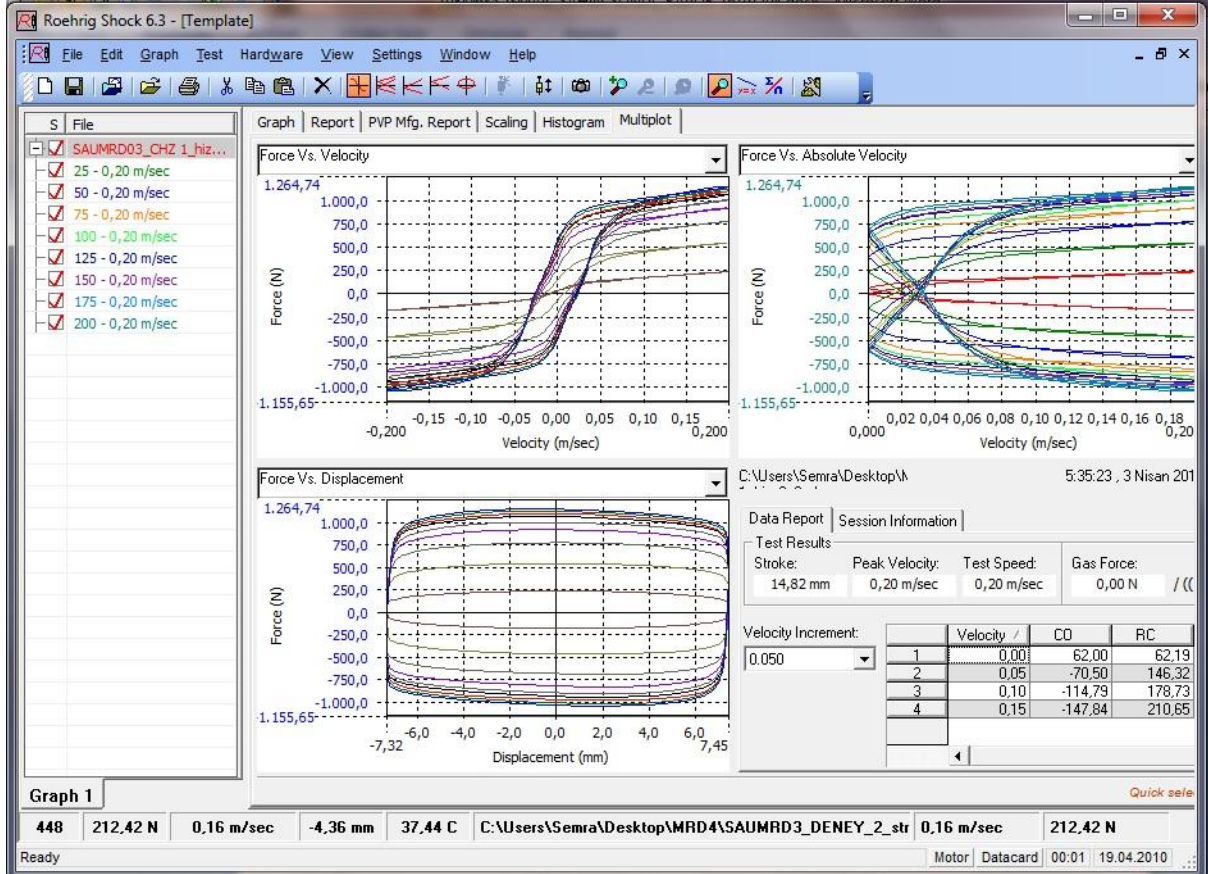 Roehrig Shock 6.3 - [Template]
File Edit Graph Test Hardware View Settings Window Help
S File
SAUMRD03_CHZ 1_hiz...
25 - 0,20 m/sec
50 - 0,20 m/sec
75 - 0,20 m/sec
100 - 0,20 m/sec
125 - 0,20 m/sec
150 - 0,20 m/sec
175 - 0,20 m/sec
200 - 0,20 m/sec
Graph 1
Graph Report PVP Mfg. Report Scaling Histogram Multiplot
Force Vs. Velocity
1.264,74
1.000,0
750,0
500,0
250,0
0,0
-250,0
-500,0
-750,0
-1.000,0
-1.155,65
Force (N)
-0,15 -0,10 -0,05 0,00 0,05 0,10 0,15
-0,200 0,200
Velocity (m/sec)
Force Vs. Absolute Velocity
1.264,74
1.000,0
750,0
500,0
250,0
0,0
-250,0
-500,0
-750,0
-1.000,0
-1.155,65
Force (N)
0,02 0,04 0,06 0,08 0,10 0,12 0,14 0,16 0,18
0,000 0,20
Velocity (m/sec)
Force Vs. Displacement
1.264,74
1.000,0
750,0
500,0
250,0
0,0
-250,0
-500,0
-750,0
-1.000,0
-1.155,65
Force (N)
-6,0 -4,0 -2,0 0,0 2,0 4,0 6,0
-7,32 7,45
Displacement (mm)
C:\Users\Semra\Desktop\ 5:35:23 , 3 Nisan 201
Data Report Session Information
Test Results
Stroke: Peak Velocity: Test Speed: Gas Force:
14,82 mm 0,20 m/sec 0,20 m/sec 0,00 N / ((
Velocity Increment:
0.050
Velocity / CO RC
1 0,00 62,00 62,19
2 0,05 -70,50 146,32
3 0,10 -114,79 178,73
4 0,15 -147,84 210,65
Quick sele
448 212,42 N 0,16 m/sec -4,36 mm 37,44 C C:\Users\Semra\Desktop\MRD4\SAUMRD3_DENEY_2_str 0,16 m/sec 212,42 N
Ready Motor Datacard 00:01 19.04.2010